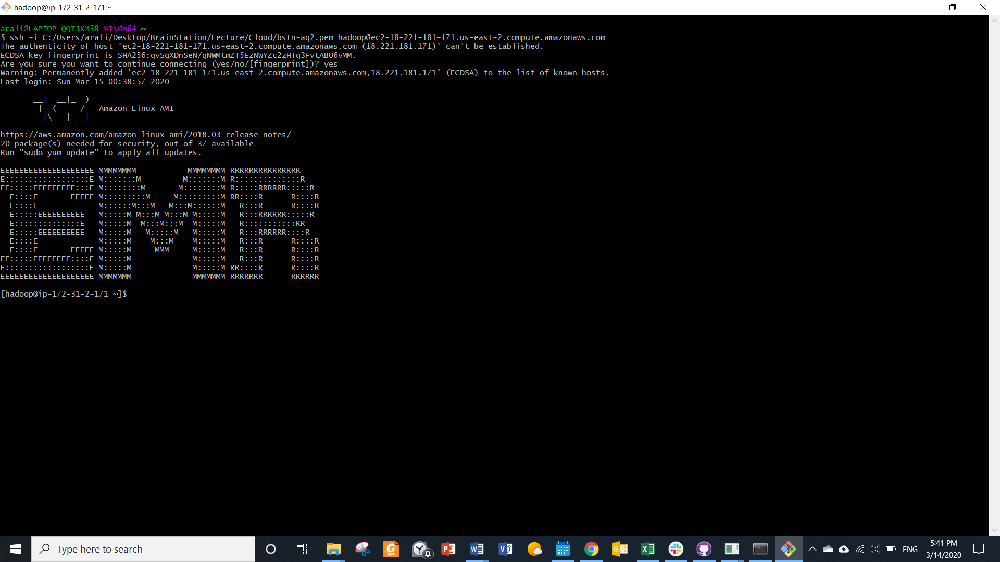 hadoop@ip-172-31-2-171:~
arali@LAPTOP-QQIJKM38 MINGW64 ~
$ ssh -i C:/Users/arali/Desktop/BrainStation/Lecture/Cloud/bstn-aq2.pem hadoop@ec2-18-221-181-171.us-east-2.compute.amazonaws.com
The authenticity of host 'ec2-18-221-181-171.us-east-2.compute.amazonaws.com (18.221.181.171)' can't be established.
ECDSA key fingerprint is SHA256:qvSgXDnSeN/qNWMtmZT5EzNWYZc2zHTq3FvtABU6vMM.
Are you sure you want to continue connecting (yes/no/[fingerprint])? yes
Warning: Permanently added 'ec2-18-221-181-171.us-east-2.compute.amazonaws.com,18.221.181.171' (ECDSA) to the list of known hosts.
Last login: Sun Mar 15 00:38:57 2020
       __|  __|_  )
       _|  (     /   Amazon Linux AMI
      ___|\___|___|
https://aws.amazon.com/amazon-linux-ami/2018.03-release-notes/
20 package(s) needed for security, out of 37 available
Run "sudo yum update" to apply all updates.
EEEEEEEEEEEEEEEEEEEE MMMMMMMM           MMMMMMMM RRRRRRRRRRRRRRR
E::::::::::::::::::E M:::::::M         M:::::::M R::::::::::::::R
EE:::::EEEEEEEEE:::E M::::::::M       M::::::::M R:::::RRRRRR:::::R
  E::::E       EEEEE M:::::::::M     M:::::::::M RR::::R      R::::R
  E::::E             M::::::M:::M   M:::M::::::M   R:::R      R::::R
  E:::::EEEEEEEEEE   M:::::M M:::M M:::M M:::::M   R:::RRRRRR:::::R
  E::::::::::::::E   M:::::M  M:::M:::M  M:::::M   R:::::::::::RR
  E:::::EEEEEEEEEE   M:::::M   M:::::M   M:::::M   R:::RRRRRR::::R
  E::::E             M:::::M    M:::M    M:::::M   R:::R      R::::R
  E::::E       EEEEE M:::::M     MMM     M:::::M   R:::R      R::::R
EE:::::EEEEEEEE::::E M:::::M             M:::::M   R:::R      R::::R
E::::::::::::::::::E M:::::M             M:::::M RR::::R      R::::R
EEEEEEEEEEEEEEEEEEEE MMMMMMM             MMMMMMM RRRRRRR      RRRRRR
[hadoop@ip-172-31-2-171 ~]$
Type here to search
ENG
5:41 PM
3/14/2020